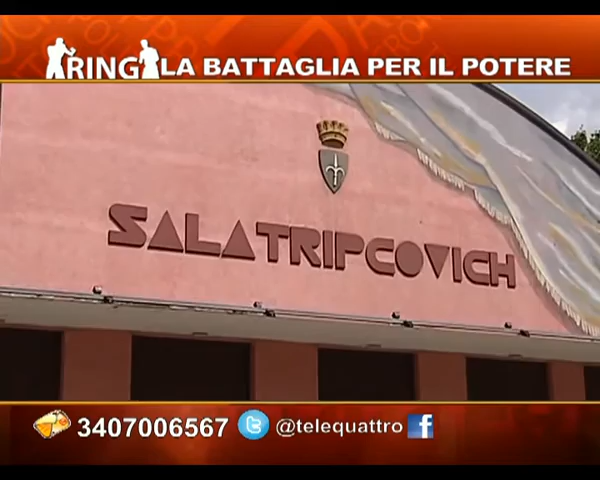 RING LA BATTAGLIA PER IL POTERE
SALATRIPCOVICH
3407006567 @telequattro